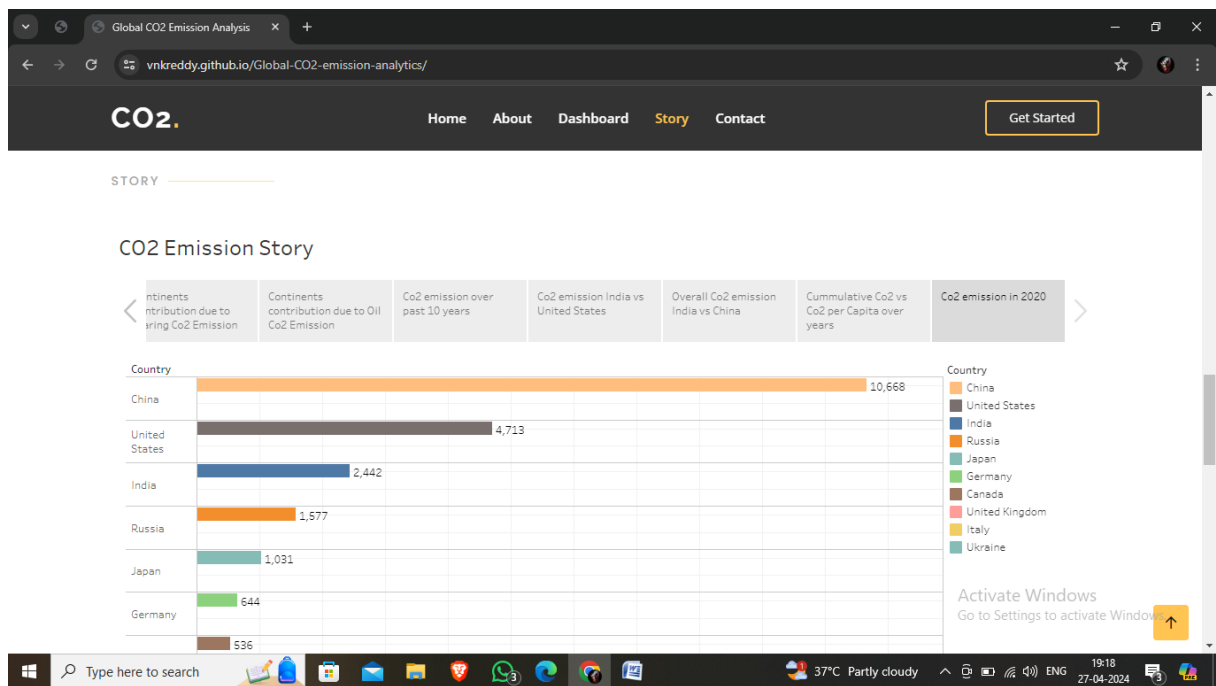 Global CO2 Emission Analysis
vnkreddy.github.io/Global-CO2-emission-analytics/
CO2.
Home About Dashboard Story Contact
Get Started
STORY
CO2 Emission Story
ntinents
ntribution due to
aring Co2 Emission
Continents
contribution due to Oil
Co2 Emission
Co2 emission over
past 10 years
Co2 emission India vs
United States
Overall Co2 emission
India vs China
Cummulative Co2 vs
Co2 per Capita over
years
Co2 emission in 2020
Country
China
10,668
United
States
4,713
India
2,442
Russia
1,577
Japan
1,031
Germany
644
536
Country
China
United States
India
Russia
Japan
Germany
Canada
United Kingdom
Italy
Ukraine
Activate Windows
Go to Settings to activate Windows.
Type here to search
3
1
37°C Partly cloudy
ENG
19:18
27-04-2024
3
PRE